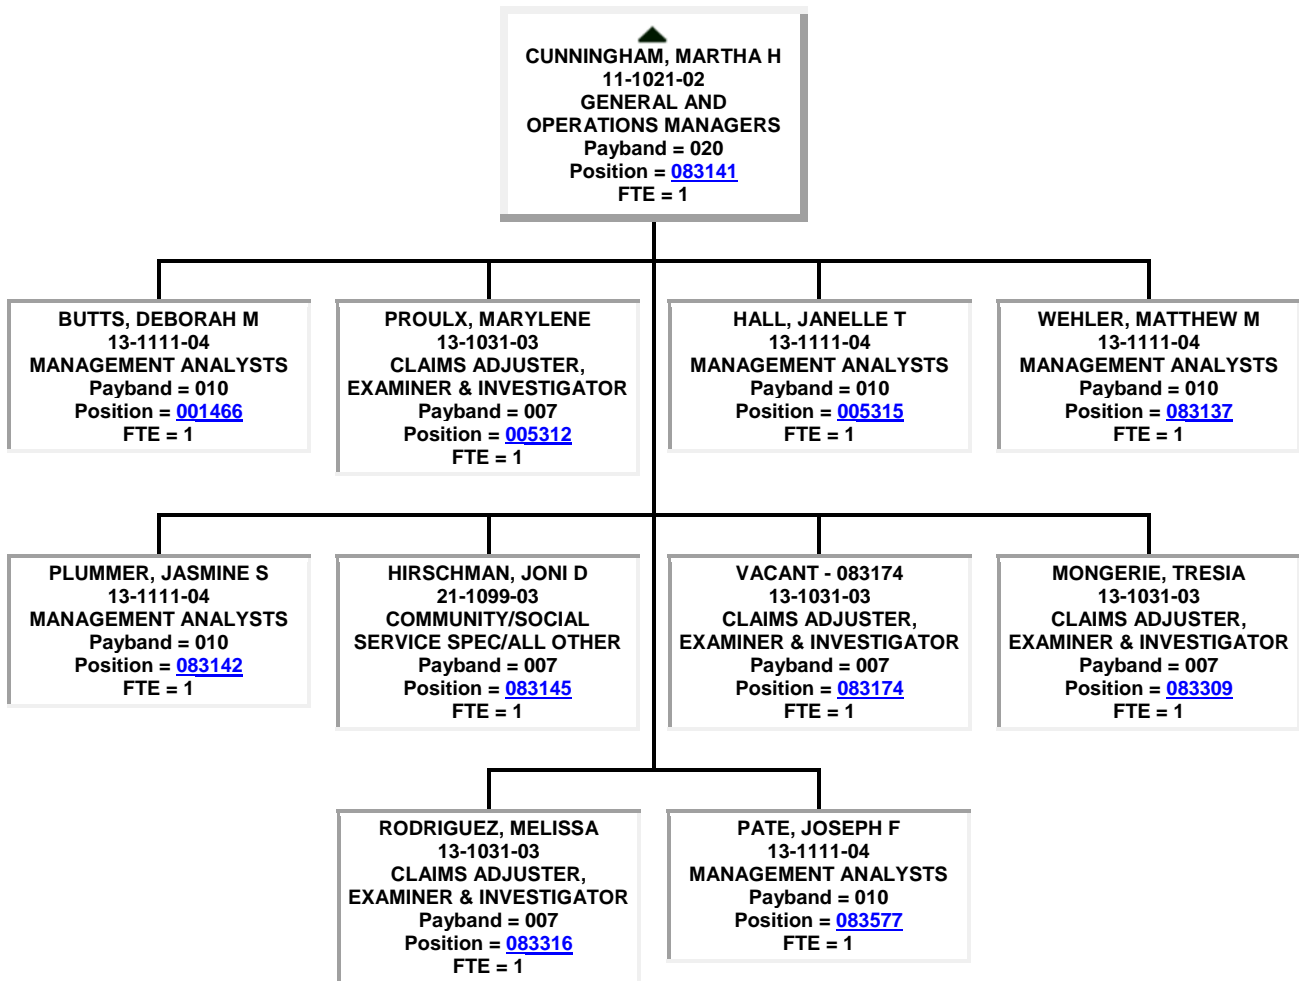 CUNNINGHAM, MARTHA H
11-1021-02
GENERAL AND
OPERATIONS MANAGERS
Payband = 020
Position = 083141
FTE = 1
BUTTS, DEBORAH M
13-1111-04
MANAGEMENT ANALYSTS
Payband = 010
Position = 001466
FTE = 1
PROULX, MARYLENE
13-1031-03
CLAIMS ADJUSTER,
EXAMINER & INVESTIGATOR
Payband = 007
Position = 005312
FTE = 1
HALL, JANELLE T
13-1111-04
MANAGEMENT ANALYSTS
Payband = 010
Position = 005315
FTE = 1
WEHLER, MATTHEW M
13-1111-04
MANAGEMENT ANALYSTS
Payband = 010
Position = 083137
FTE = 1
PLUMMER, JASMINE S
13-1111-04
MANAGEMENT ANALYSTS
Payband = 010
Position = 083142
FTE = 1
HIRSCHMAN, JONI D
21-1099-03
COMMUNITY/SOCIAL
SERVICE SPEC/ALL OTHER
Payband = 007
Position = 083145
FTE = 1
VACANT - 083174
13-1031-03
CLAIMS ADJUSTER,
EXAMINER & INVESTIGATOR
Payband = 007
Position = 083174
FTE = 1
MONGERIE, TRESIA
13-1031-03
CLAIMS ADJUSTER,
EXAMINER & INVESTIGATOR
Payband = 007
Position = 083309
FTE = 1
RODRIGUEZ, MELISSA
13-1031-03
CLAIMS ADJUSTER,
EXAMINER & INVESTIGATOR
Payband = 007
Position = 083316
FTE = 1
PATE, JOSEPH F
13-1111-04
MANAGEMENT ANALYSTS
Payband = 010
Position = 083577
FTE = 1